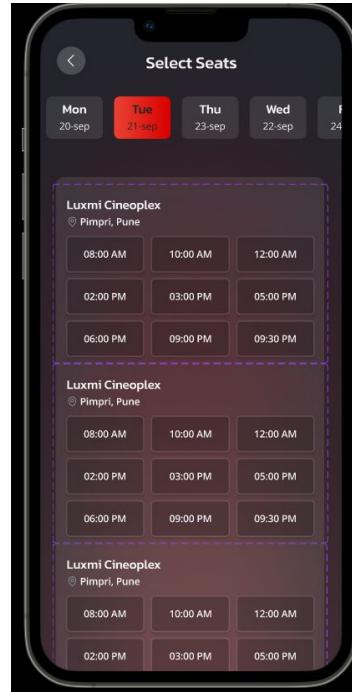 Select Seats
Mon Tue Thu Wed F
20-sep 21-sep 23-sep 22-sep 24
Luxmi Cineoplex
Pimpri, Pune
08:00 AM 10:00 AM 12:00 AM
02:00 PM 03:00 PM 05:00 PM
06:00 PM 09:00 PM 09:30 PM
Luxmi Cineoplex
Pimpri, Pune
08:00 AM 10:00 AM 12:00 AM
02:00 PM 03:00 PM 05:00 PM
06:00 PM 09:00 PM 09:30 PM
Luxmi Cineoplex
Pimpri, Pune
08:00 AM 10:00 AM 12:00 AM
02:00 PM 03:00 PM 05:00 PM